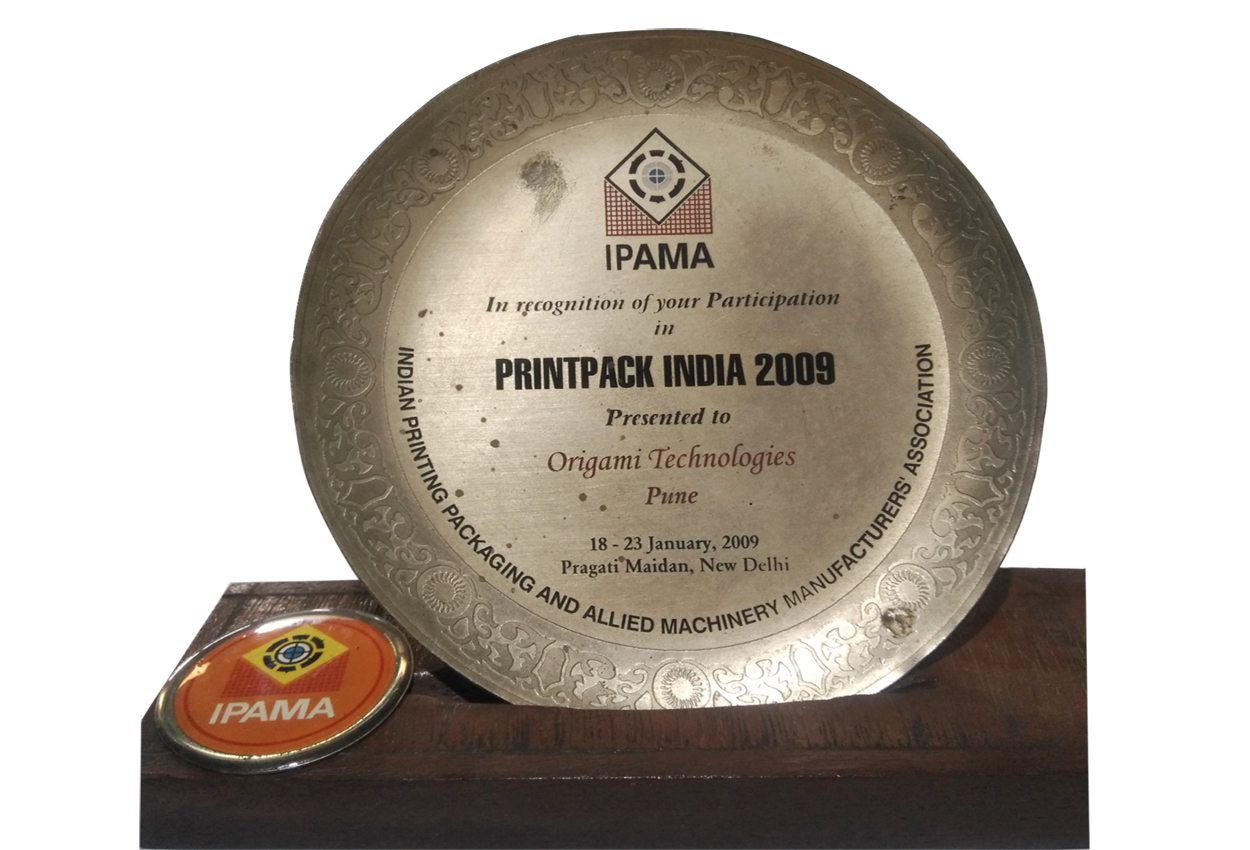 IPAMA
In recognition of your Participation
in
PRINTPACK INDIA 2009
Presented to
Origami Technologies
Pune
18 - 23 January, 2009
Pragati Maidan, New Delhi
INDIAN PRINTING PACKAGING AND ALLIED MACHINERY MANUFACTURERS' ASSOCIATION
IPAMA